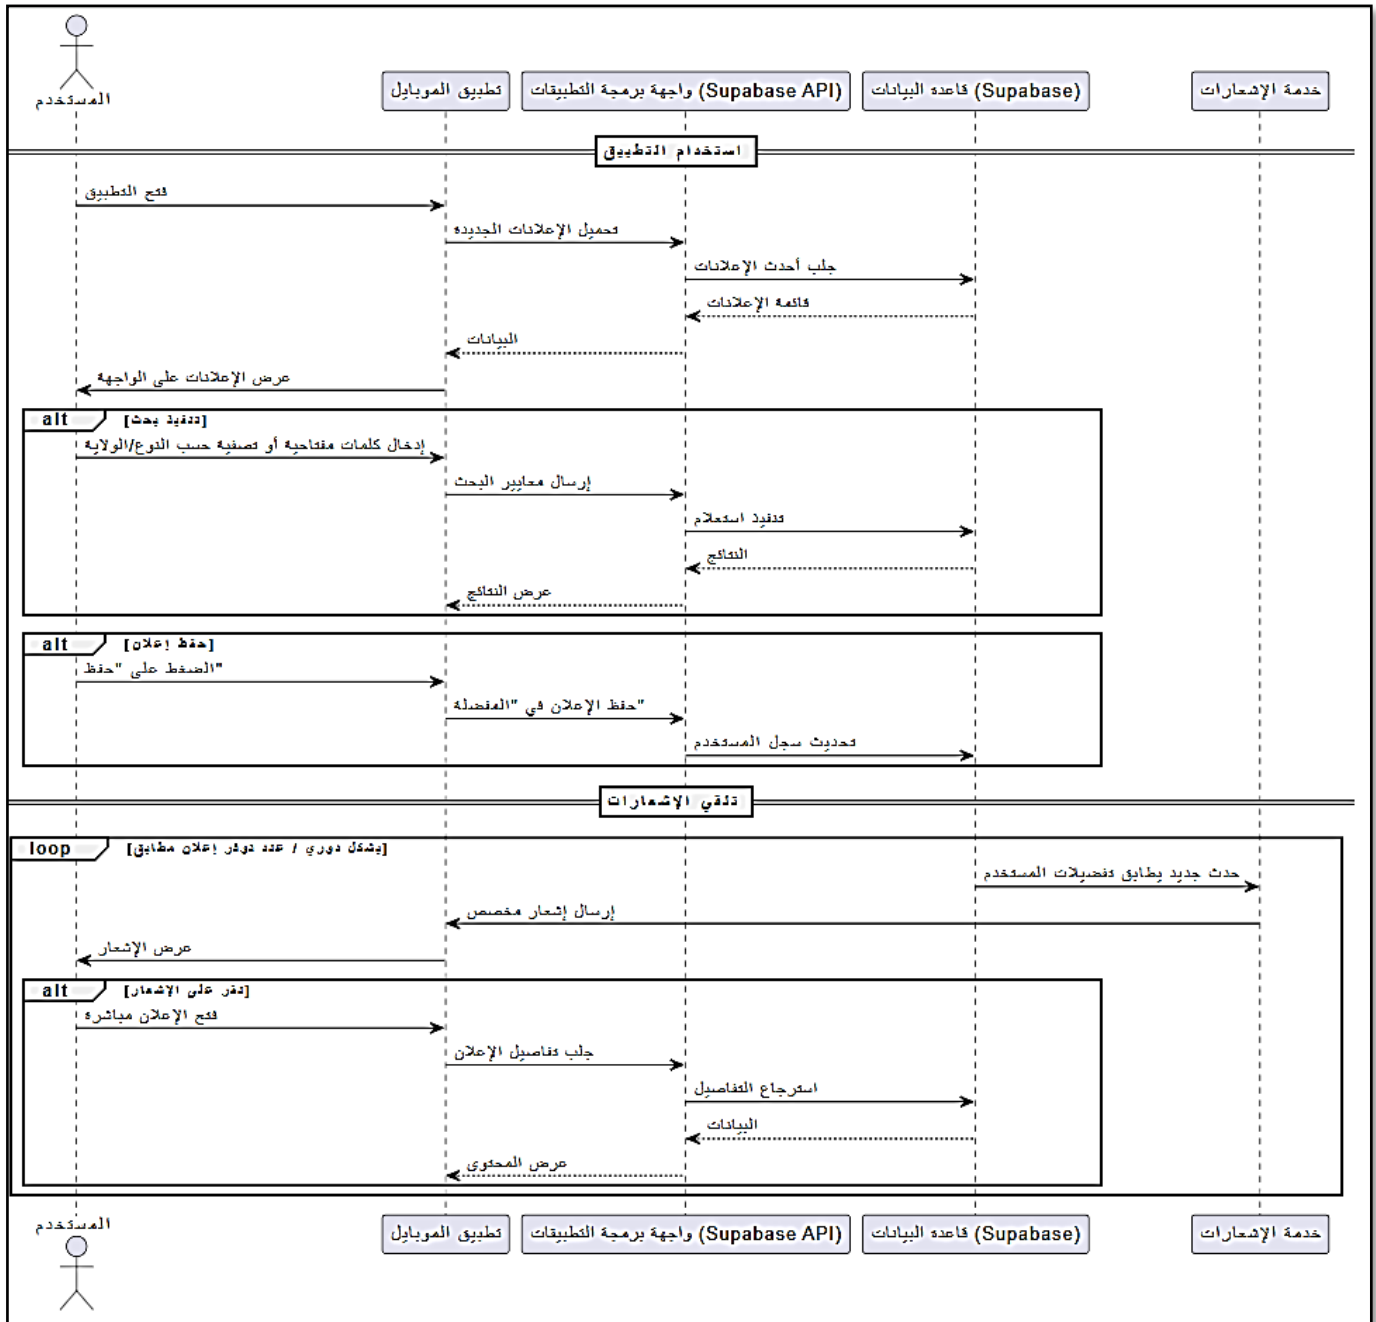 المستخدم
تطبيق الموبايل
واجهة برمجة التطبيقات (Supabase API)
قاعدة البيانات (Supabase)
خدمة الإشعارات
استخدام التطبيق
فتح التطبيق
تحميل الإعلانات الجديدة
جلب أحدث الإعلانات
قائمة الإعلانات
البيانات
عرض الإعلانات على الواجهة
alt [تنفيذ بحث]
إدخال كلمات مفتاحية أو تصفية حسب النوع/الولاية
إرسال معايير البحث
تنفيذ استعلام
النتائج
عرض النتائج
alt [حفظ إعلان]
الضغط على "حفظ"
حفظ الإعلان في "المفضلة"
تحديث سجل المستخدم
تلقي الإشعارات
loop [بشكل دوري / عند توفر إعلان مطابق]
حدث جديد يطابق تفضيلات المستخدم
إرسال إشعار مخصص
عرض الإشعار
alt [نقر على الإشعار]
فتح الإعلان مباشرة
جلب تفاصيل الإعلان
استرجاع التفاصيل
البيانات
عرض المحتوى
المستخدم
تطبيق الموبايل
واجهة برمجة التطبيقات (Supabase API)
قاعدة البيانات (Supabase)
خدمة الإشعارات